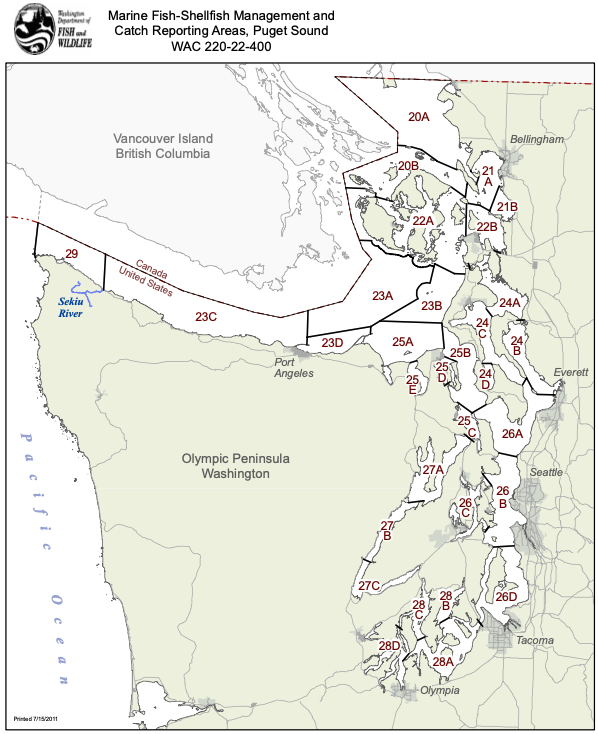 Washington
Department of
FISH and
WILDLIFE
Marine Fish-Shellfish Management and
Catch Reporting Areas, Puget Sound
WAC 220-22-400
20A
Vancouver Island
British Columbia
Bellingham
20B
21
A
21B
22A
22B
29
Canada
United States
Sekiu
River
23A
23B
24A
23C
23D
25A
24
C
24
B
25B
Port
Angeles
25
D
25
E
24
D
Everett
25
C
26A
Olympic Peninsula
Washington
27A
Seattle
26
B
26
C
27
B
27C
26D
28
C
28
B
28D
28A
Tacoma
Olympia
Pacific Ocean
Printed 7/15/2011